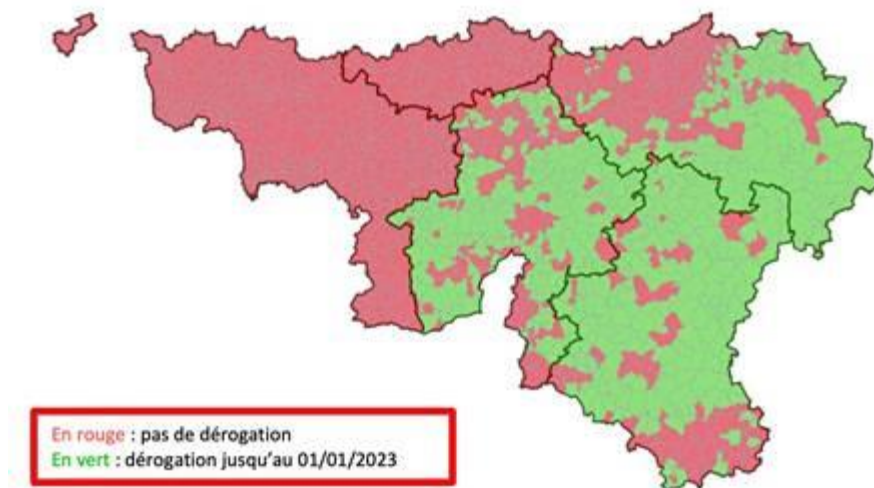 En rouge : pas de dérogation
En vert : dérogation jusqu'au 01/01/2023